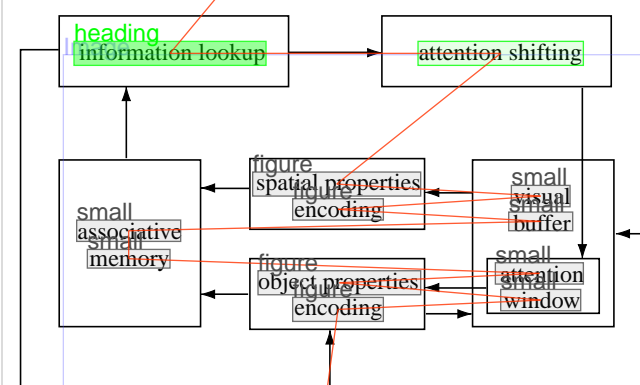 heading
Image
information lookup
attention shifting
figure
spatial properties
figure
encoding
small
visual
small
buffer
small
associative
small
memory
figure
object properties
figure
encoding
small
attention
small
window